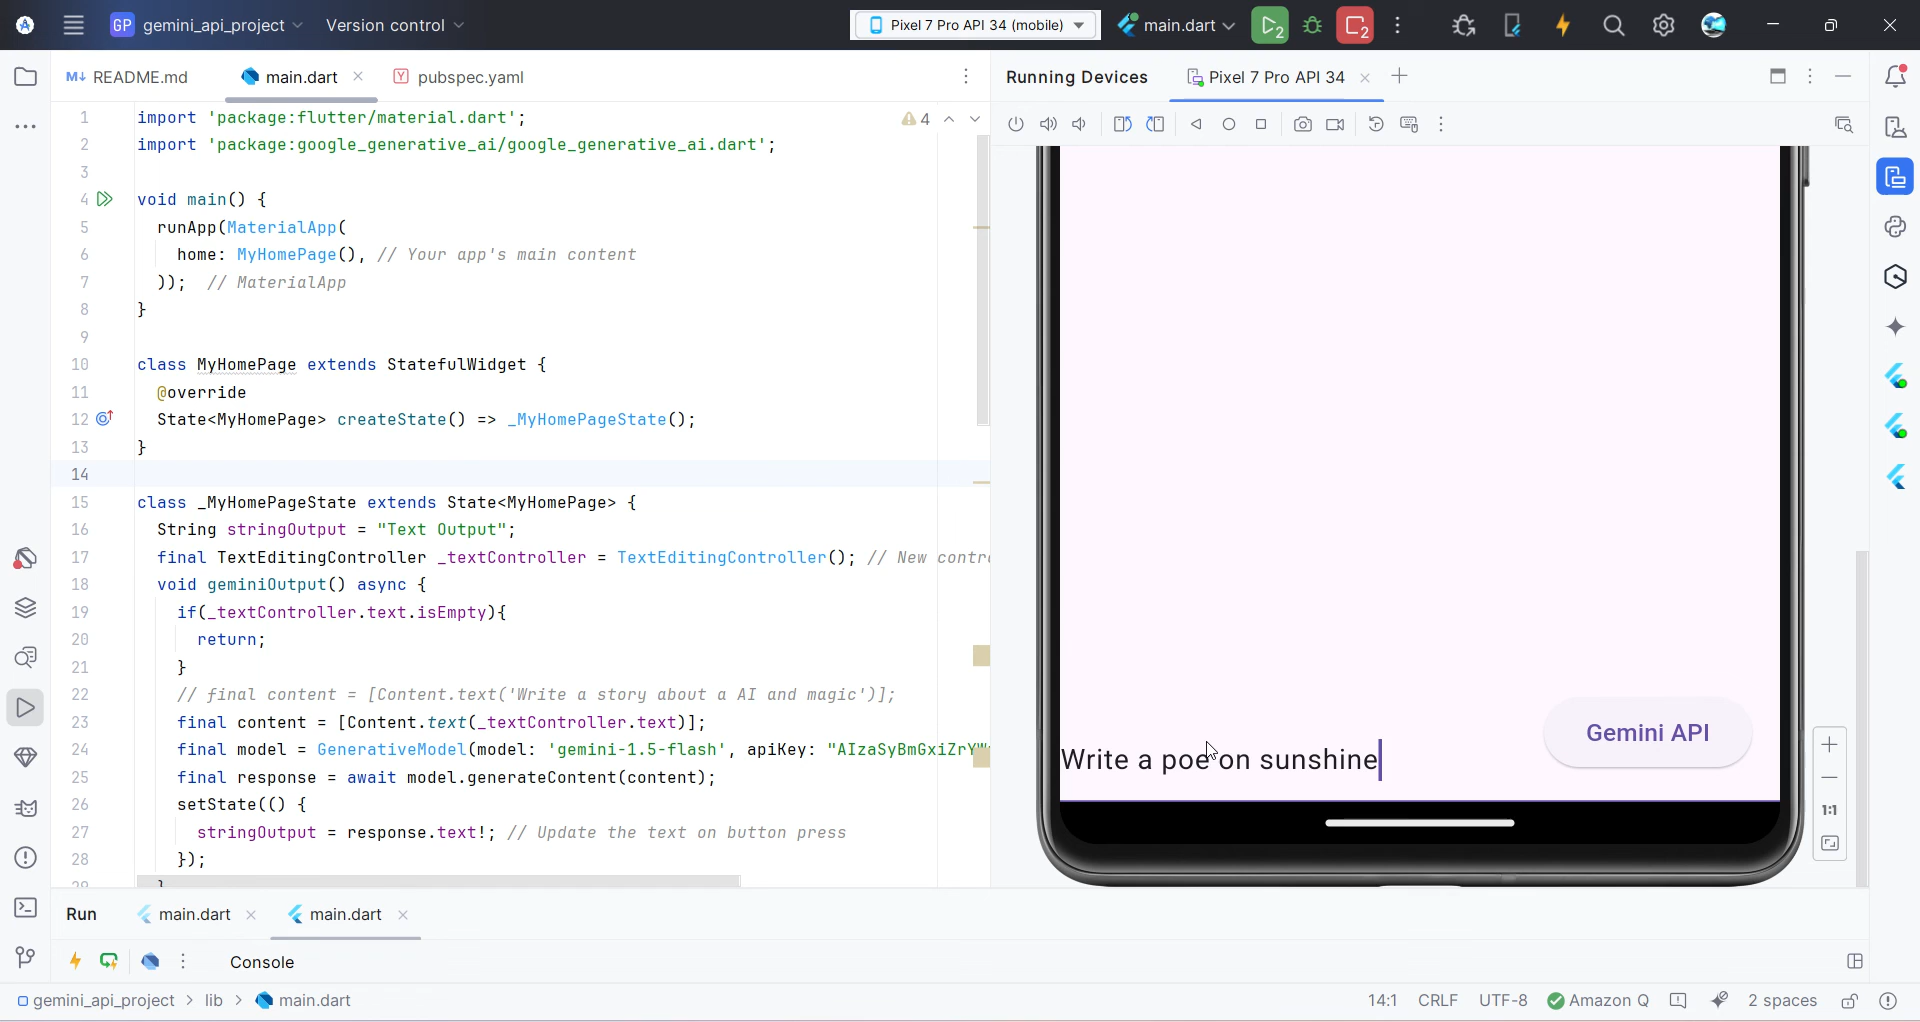 GP gemini_api_project Version control Pixel 7 Pro API 34 (mobile) main.dart 2 2
M↓ README.md main.dart Y pubspec.yaml
1 import 'package:flutter/material.dart'; 4
2 import 'package:google_generative_ai/google_generative_ai.dart';
3
4 void main() {
5 runApp(MaterialApp(
6 home: MyHomePage(), // Your app's main content
7 )); // MaterialApp
8 }
9
10 class MyHomePage extends StatefulWidget {
11 @override
12 State<MyHomePage> createState() => _MyHomePageState();
13 }
14
15 class _MyHomePageState extends State<MyHomePage> {
16 String stringOutput = "Text Output";
17 final TextEditingController _textController = TextEditingController(); // New contr
18 void geminiOutput() async {
19 if(_textController.text.isEmpty){
20 return;
21 }
22 // final content = [Content.text('Write a story about a AI and magic')];
23 final content = [Content.text(_textController.text)];
24 final model = GenerativeModel(model: 'gemini-1.5-flash', apiKey: "AIzaSyBmGxiZrY
25 final response = await model.generateContent(content);
26 setState(() {
27 stringOutput = response.text!; // Update the text on button press
28 });
29 }
Running Devices Pixel 7 Pro API 34
Gemini API
Write a poe on sunshine
1:1
Run main.dart main.dart
Console
gemini_api_project > lib > main.dart 14:1 CRLF UTF-8 Amazon Q 2 spaces